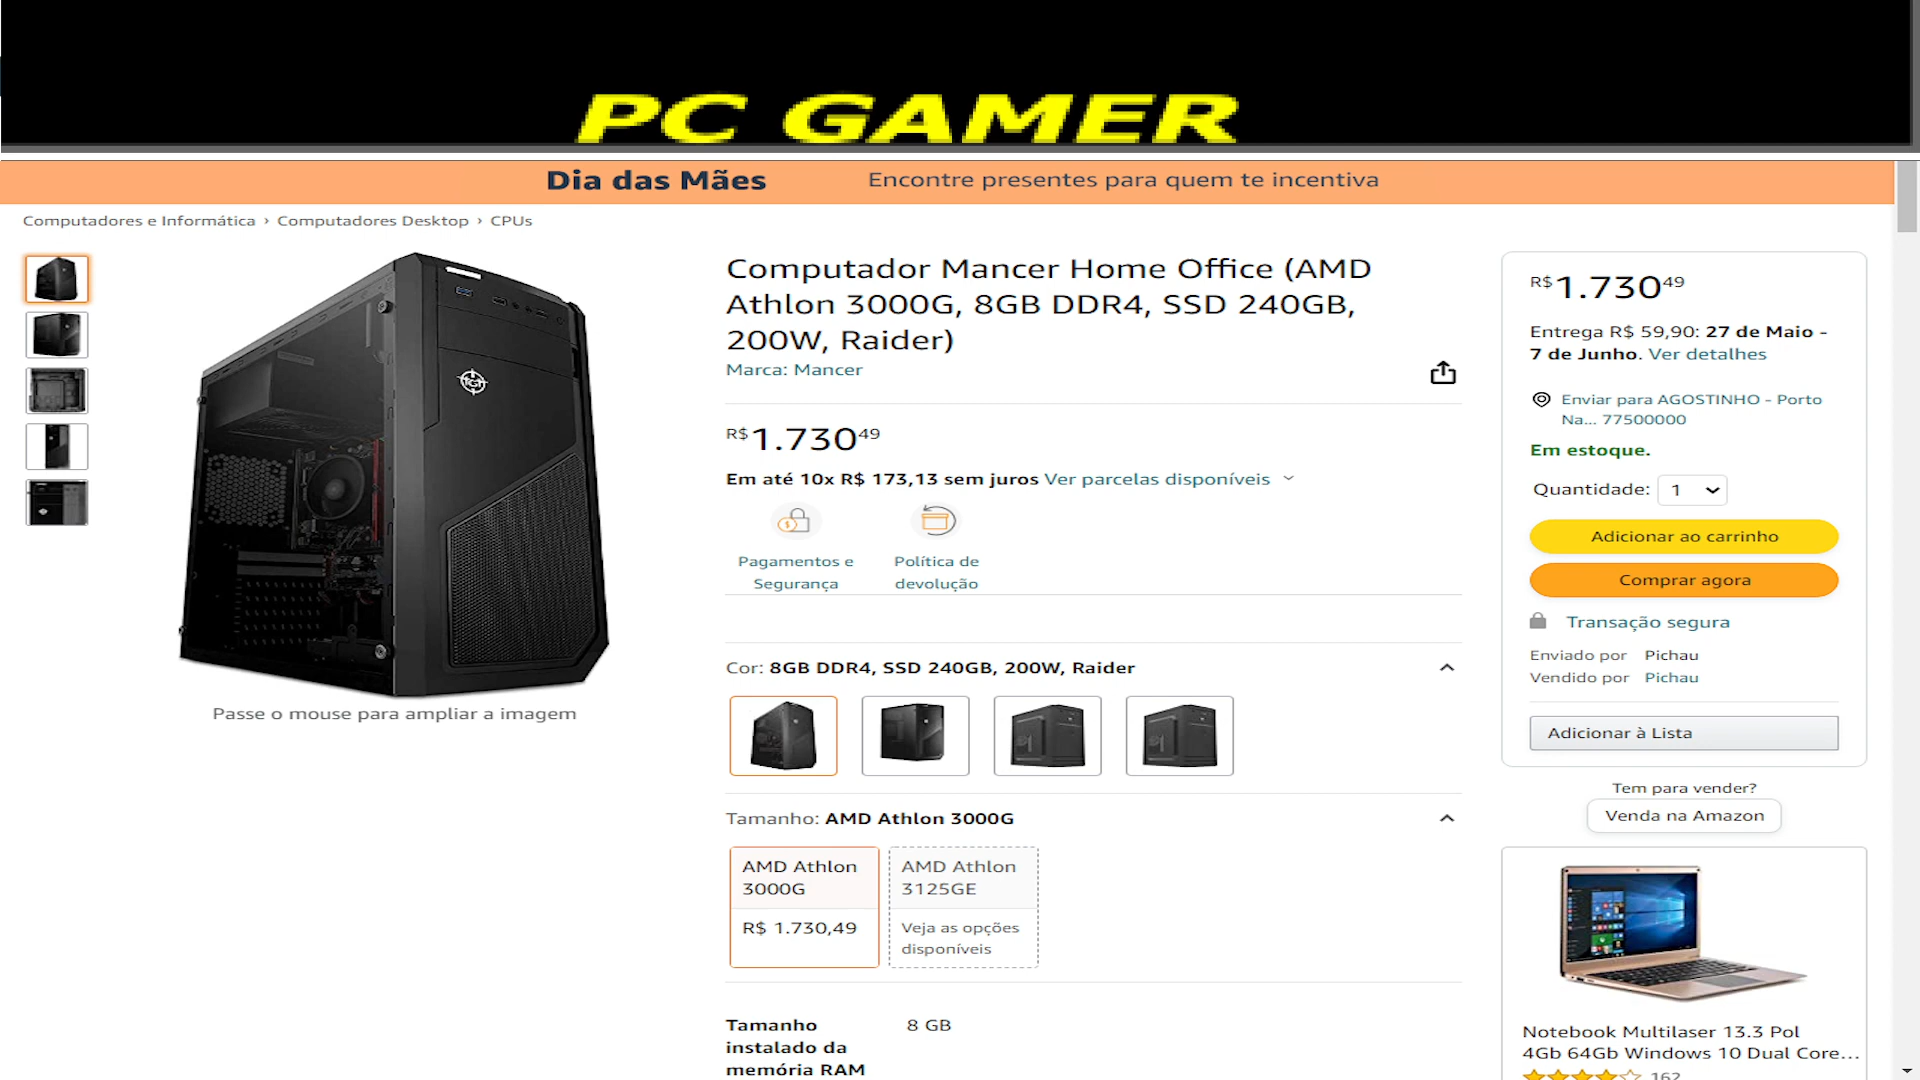 PC GAMER
Dia das Mães Encontre presentes para quem te incentiva
Computadores e Informática › Computadores Desktop › CPUs
Passe o mouse para ampliar a imagem
Computador Mancer Home Office (AMD
Athlon 3000G, 8GB DDR4, SSD 240GB,
200W, Raider)
Marca: Mancer
R$ 1.730 49
Em até 10x R$ 173,13 sem juros Ver parcelas disponíveis
Pagamentos e
Segurança
Política de
devolução
Cor: 8GB DDR4, SSD 240GB, 200W, Raider
Tamanho: AMD Athlon 3000G
AMD Athlon
3000G
R$ 1.730,49
AMD Athlon
3125GE
Veja as opções
disponíveis
Tamanho
instalado da
memória RAM
8 GB
R$ 1.730 49
Entrega R$ 59,90: 27 de Maio -
7 de Junho. Ver detalhes
Enviar para AGOSTINHO - Porto
Na... 77500000
Em estoque.
Quantidade: 1
Adicionar ao carrinho
Comprar agora
Transação segura
Enviado por Pichau
Vendido por Pichau
Adicionar à Lista
Tem para vender?
Venda na Amazon
Notebook Multilaser 13.3 Pol
4Gb 64Gb Windows 10 Dual Core...
162